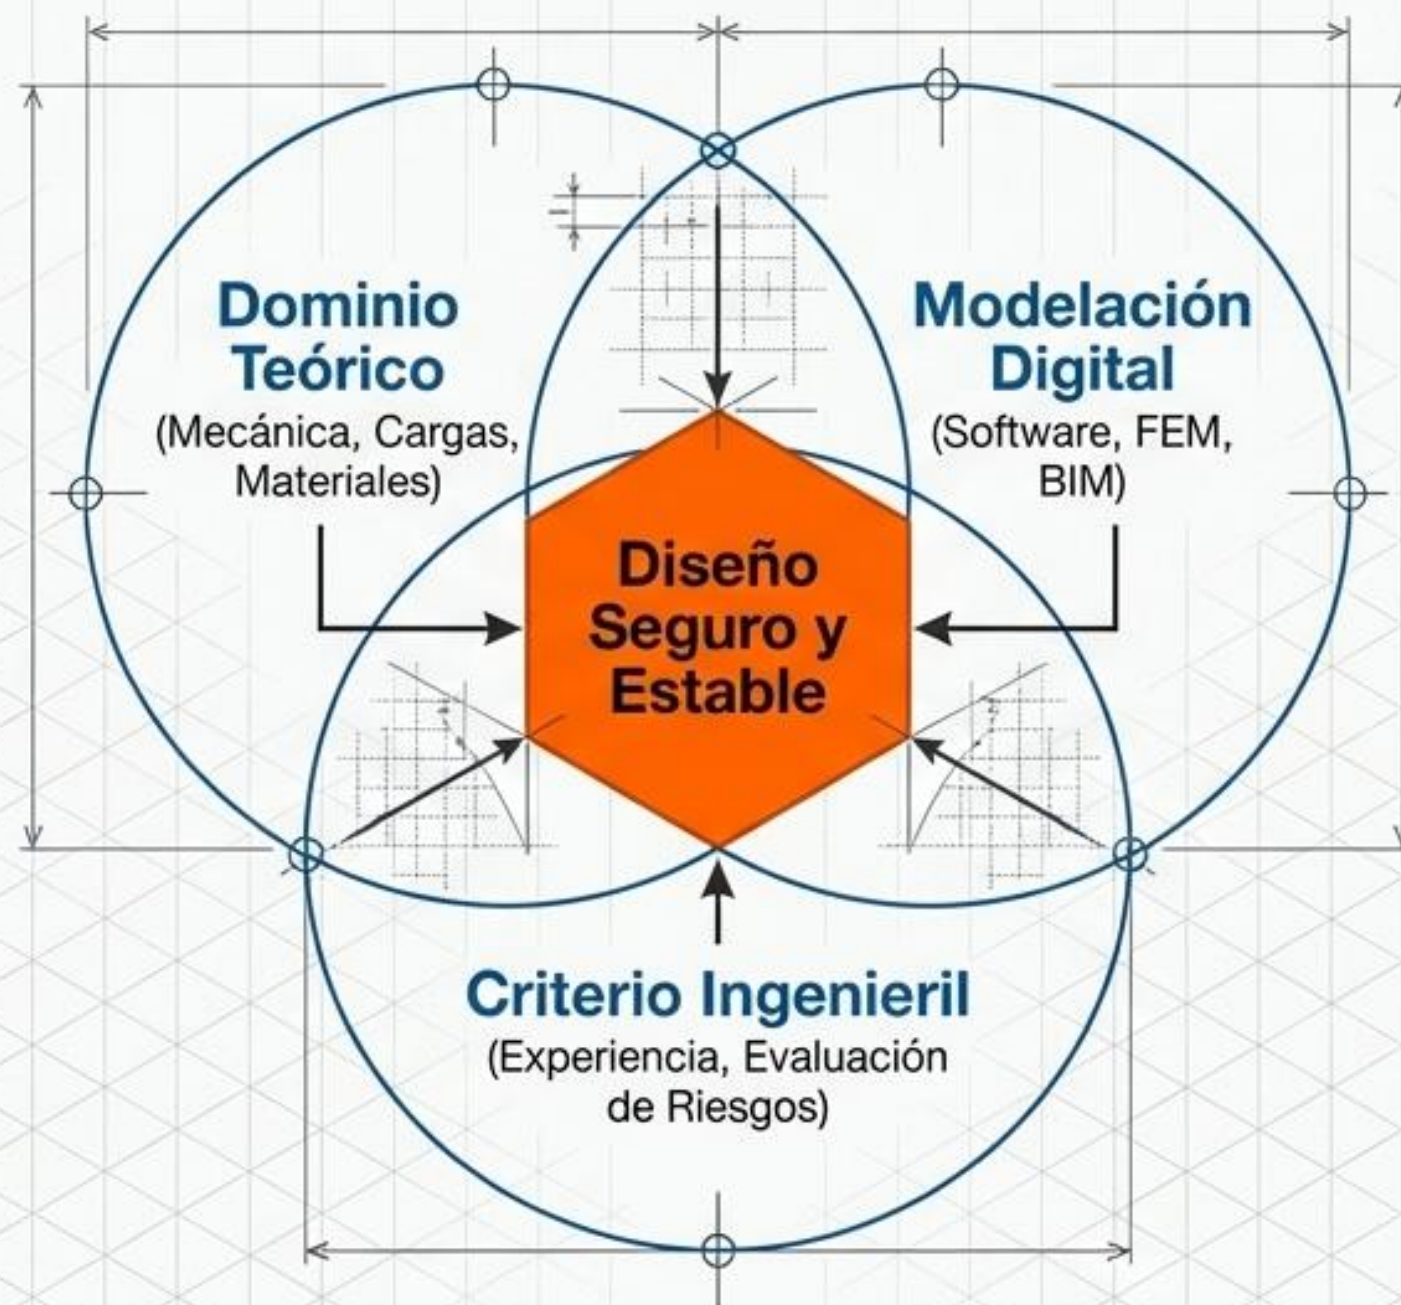 Dominio
Teórico
(Mecánica, Cargas,
Materiales)
Modelación
Digital
(Software, FEM,
BIM)
Diseño
Seguro y
Estable
Criterio Ingenieril
(Experiencia, Evaluación
de Riesgos)